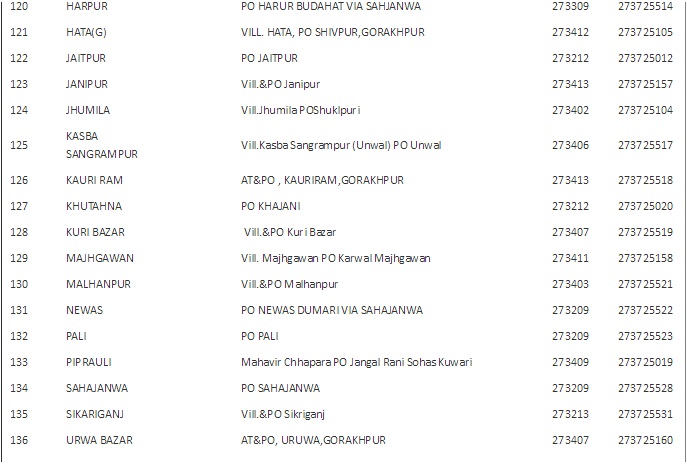 120 HARPUR PO HARUR BUDAHAT VIA SAHJANWA 273309 273725514
121 HATA(G) VILL. HATA, PO SHIVPUR,GORAKHPUR 273412 273725105
122 JAITPUR PO JAITPUR 273212 273725012
123 JANIPUR Vill.&PO Janipur 273413 273725157
124 JHUMILA Vill.Jhumila POShuklpuri 273402 273725104
125 KASBA SANGRAMPUR Vill.Kasba Sangrampur (Unwal) PO Unwal 273406 273725517
126 KAURI RAM AT&PO , KAURIRAM,GORAKHPUR 273413 273725518
127 KHUTAHNA PO KHAJANI 273212 273725020
128 KURI BAZAR Vill.&PO Kuri Bazar 273407 273725519
129 MAJHGAWAN Vill. Majhgawan PO Karwal Majhgawan 273411 273725158
130 MALHANPUR Vill.&PO Malhanpur 273403 273725521
131 NEWAS PO NEWAS DUMARI VIA SAHAJANWA 273209 273725522
132 PALI PO PALI 273209 273725523
133 PIPRAULI Mahavir Chhapara PO Jangal Rani Sohas Kuwari 273409 273725019
134 SAHAJANWA PO SAHAJANWA 273209 273725528
135 SIKARIGANJ Vill.&PO Sikriganj 273213 273725531
136 URWA BAZAR AT&PO, URUWA,GORAKHPUR 273407 273725160